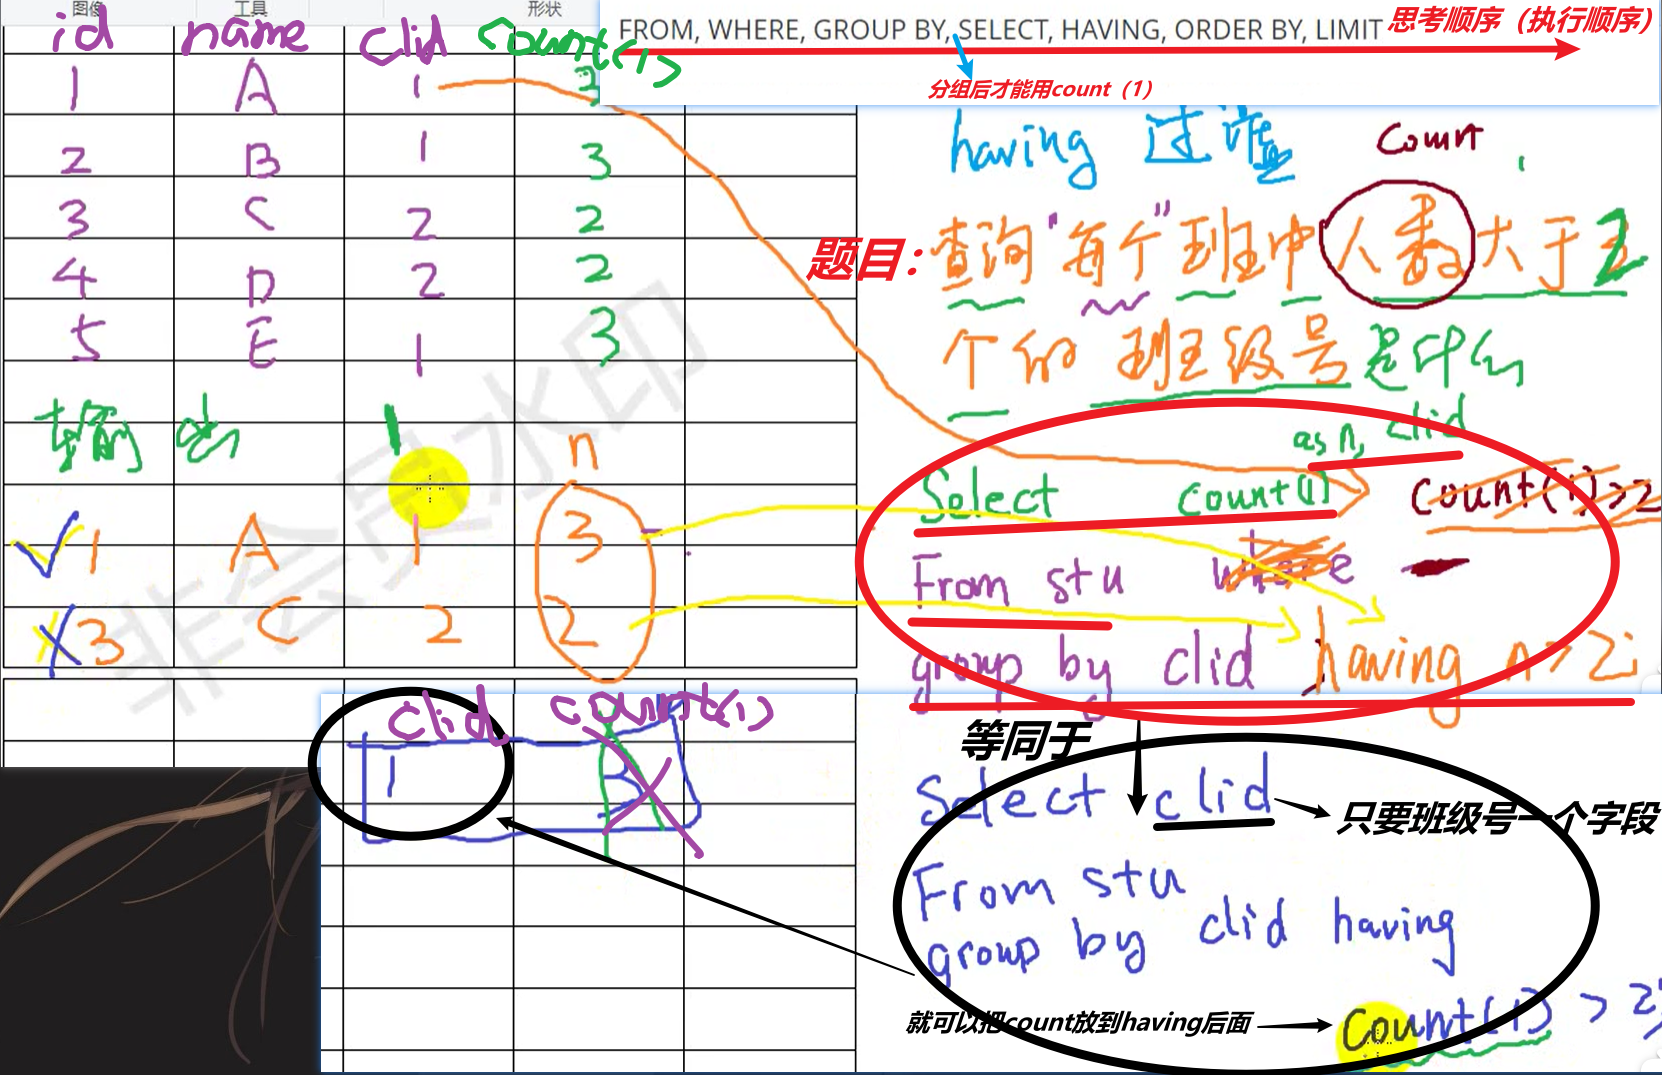 图像 工具 形状
FROM, WHERE, GROUP BY, SELECT, HAVING, ORDER BY, LIMIT 思考顺序（执行顺序）
分组后才能用count（1）
id name clid count(1)
1 A 1 3
2 B 1 3
3 C 2 2
4 D 2 2
5 E 1 3
输出 1 n
1 A 1 3
3 C 2 2
非会员水印
having 过滤 count
题目：查询"每个"班中人数大于2
个的班级号是什么
as n, clid
Select count(1) count(1)>2
From stu where
group by clid having n>2;
等同于
clid count(1)
1
Select clid 只要班级号一个字段
From stu
group by clid having
就可以把count放到having后面 count(1) > 2;